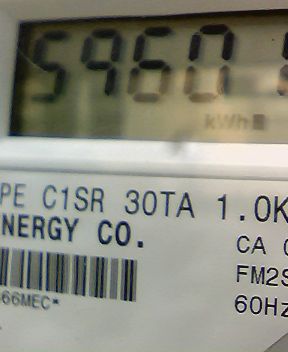 5960
kWh
PE C1SR 30TA 1.0K
NERGY CO.
CA
FM2S
66MEC*
60Hz